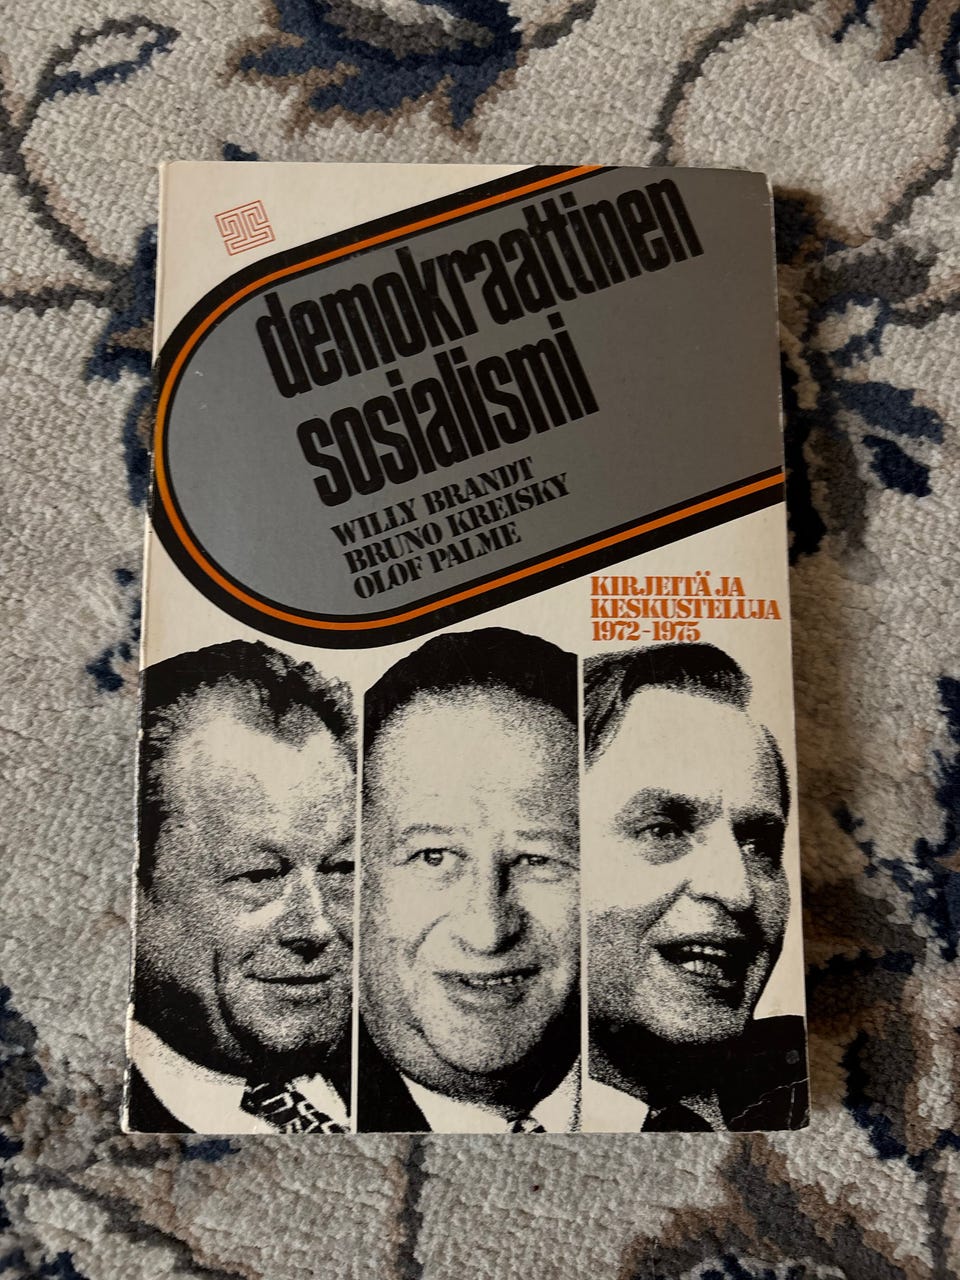 demokraattinen
sosialismi
WILLY BRANDT
BRUNO KREISKY
OLOF PALME
KIRJEITÄ JA
KESKUSTELUJA
1972-1975